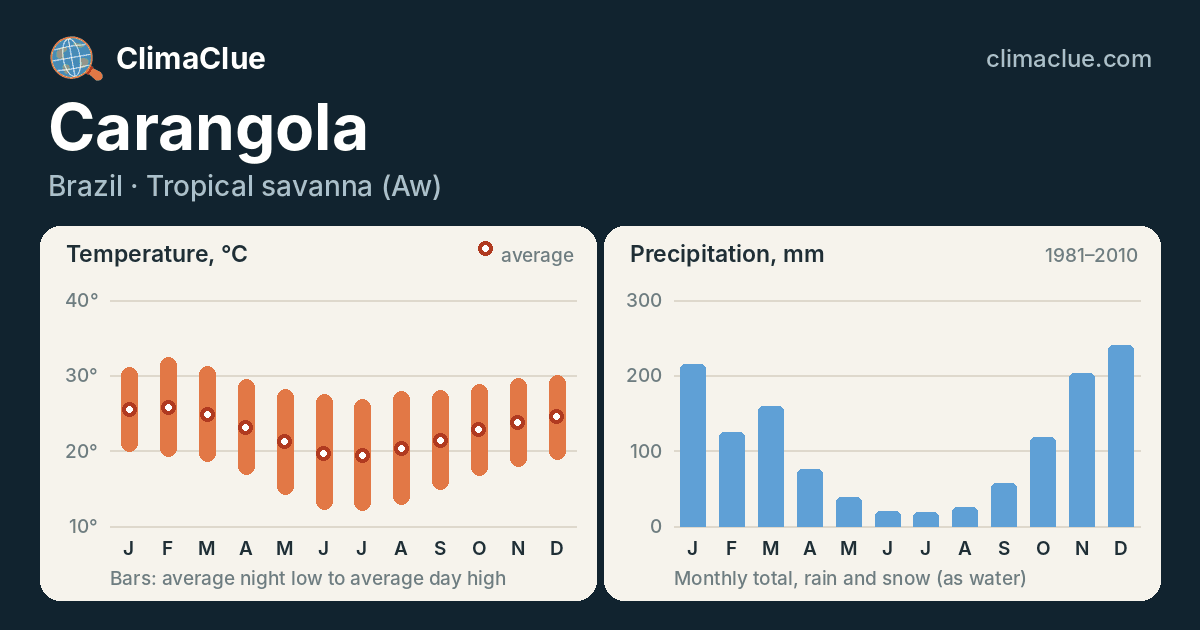 ClimaClue
climaclue.com
Carangola
Brazil · Tropical savanna (Aw)
Temperature, °C
average
40°
30°
20°
10°
J F M A M J J A S O N D
Bars: average night low to average day high
Precipitation, mm
1981–2010
300
200
100
0
J F M A M J J A S O N D
Monthly total, rain and snow (as water)